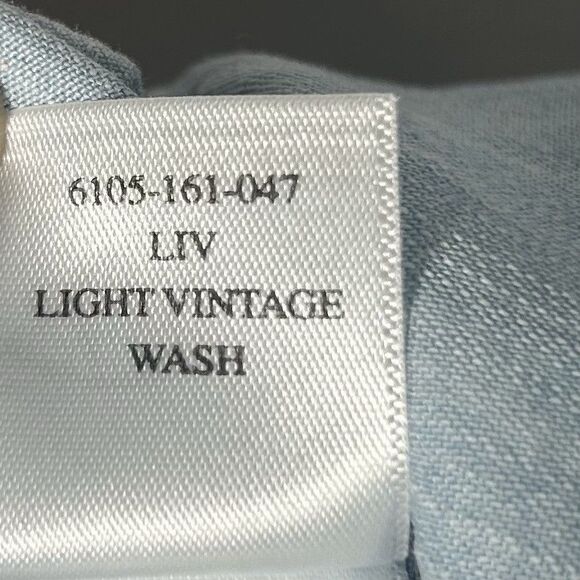 6105-161-047
LIV
LIGHT VINTAGE
WASH